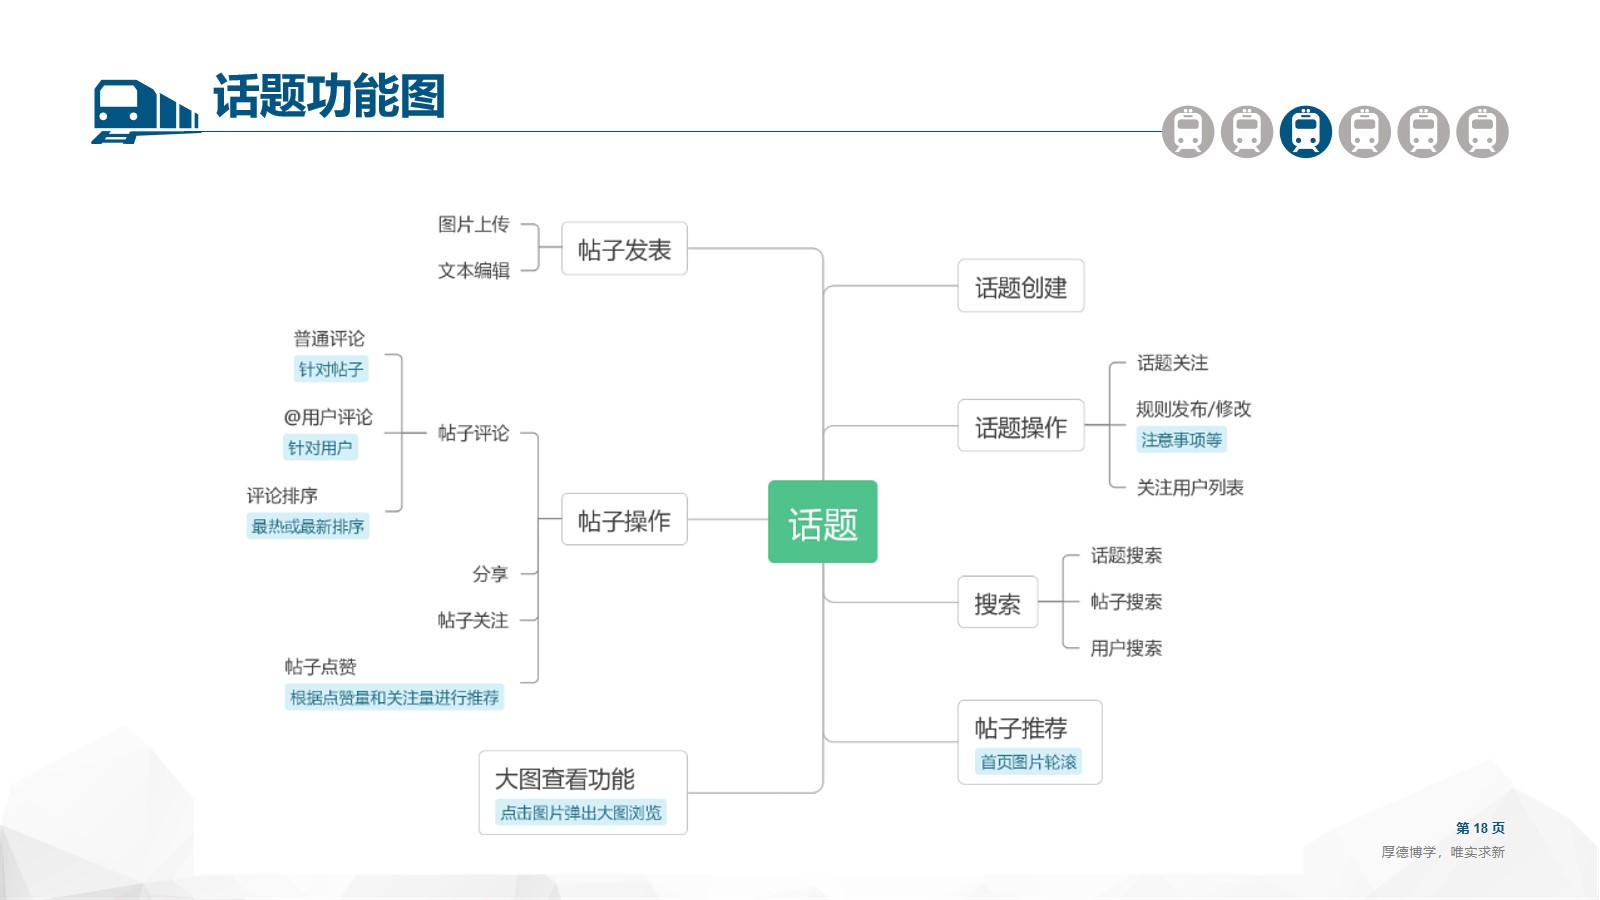 话题功能图
图片上传
文本编辑
帖子发表
普通评论
针对帖子
@用户评论
针对用户
评论排序
最热或最新排序
帖子评论
分享
帖子关注
帖子点赞
根据点赞量和关注量进行推荐
帖子操作
大图查看功能
点击图片弹出大图浏览
话题
话题创建
话题操作
话题关注
规则发布/修改
注意事项等
关注用户列表
搜索
话题搜索
帖子搜索
用户搜索
帖子推荐
首页图片轮滚
第 18 页
厚德博学，唯实求新